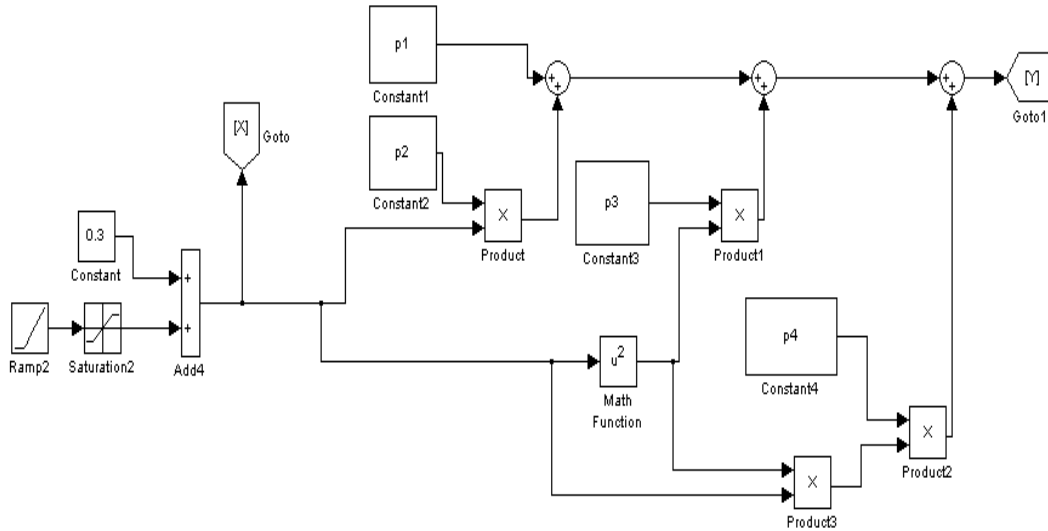 p1
Constant1
+
+
+
+
+
+
[Y]
Goto1
[X]
Goto
p2
Constant2
X
Product
p3
Constant3
X
Product1
0.3
Constant
+
+
Add4
Ramp2
Saturation2
u²
Math
Function
p4
Constant4
X
Product2
X
Product3